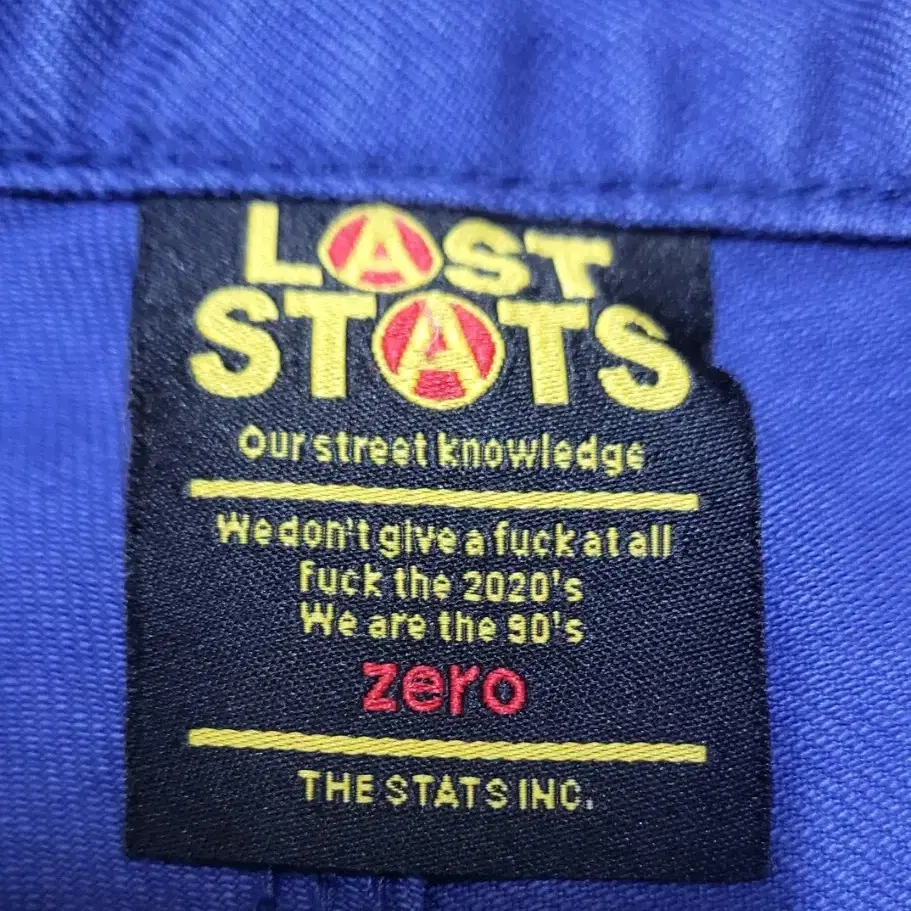 LAST
STATS
Our street knowledge
We don't give a fuck at all
Fuck the 2020's
We are the 90's
zero
THE STATS INC.